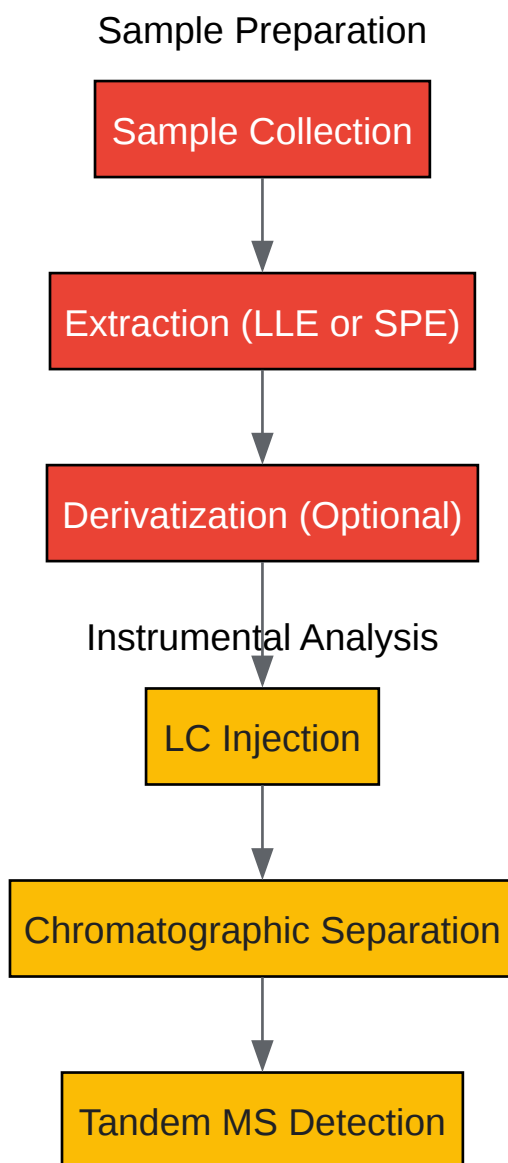 Sample Preparation
Sample Collection
Extraction (LLE or SPE)
Derivatization (Optional)
Instrumental Analysis
LC Injection
Chromatographic Separation
Tandem MS Detection